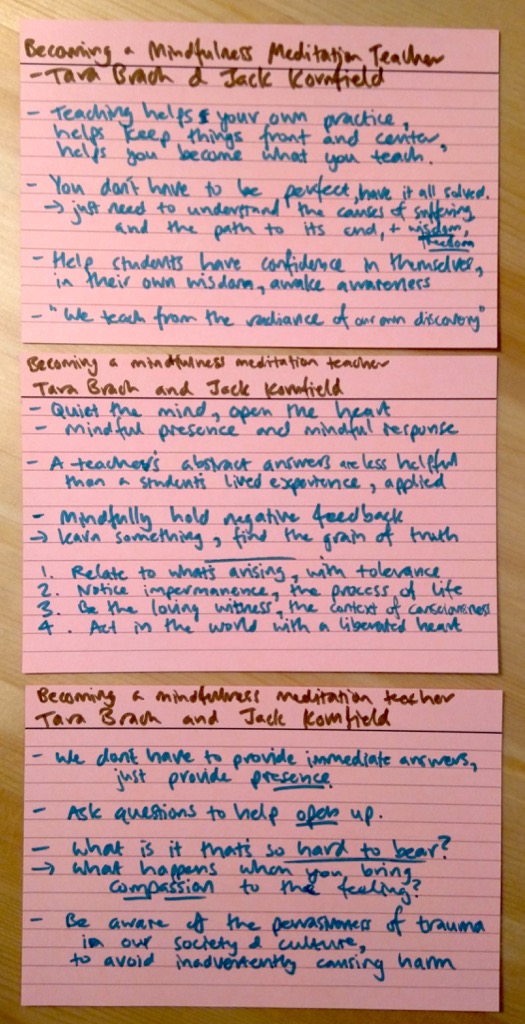 Becoming a Mindfulness Meditation Teacher
- Tara Brach & Jack Kornfield
- Teaching helps your own practice,
helps keep things front and center,
helps you become what you teach.
- You don't have to be perfect, have it all solved.
→ just need to understand the causes of suffering
and the path to its end, + wisdom,
freedom
- Help students have confidence in themselves,
in their own wisdom, awake awareness
- "We teach from the radiance of our own discovery"
Becoming a mindfulness meditation teacher
Tara Brach and Jack Kornfield
- Quiet the mind, open the heart
- mindful presence and mindful response
- A teacher's abstract answers are less helpful
than a students lived experience, applied
- Mindfully hold negative feedback
→ learn something, find the grain of truth
1. Relate to what's arising, with tolerance
2. Notice impermanence, the process of life
3. Be the loving witness, the context of consciousness
4. Act in the world with a liberated heart
Becoming a mindfulness meditation teacher
Tara Brach and Jack Kornfield
- We don't have to provide immediate answers,
just provide presence.
- Ask questions to help open up.
- What is it that's so hard to bear?
→ What happens when you bring
compassion to the feeling?
- Be aware of the pervasiveness of trauma
in our society & culture,
to avoid inadvertently causing harm